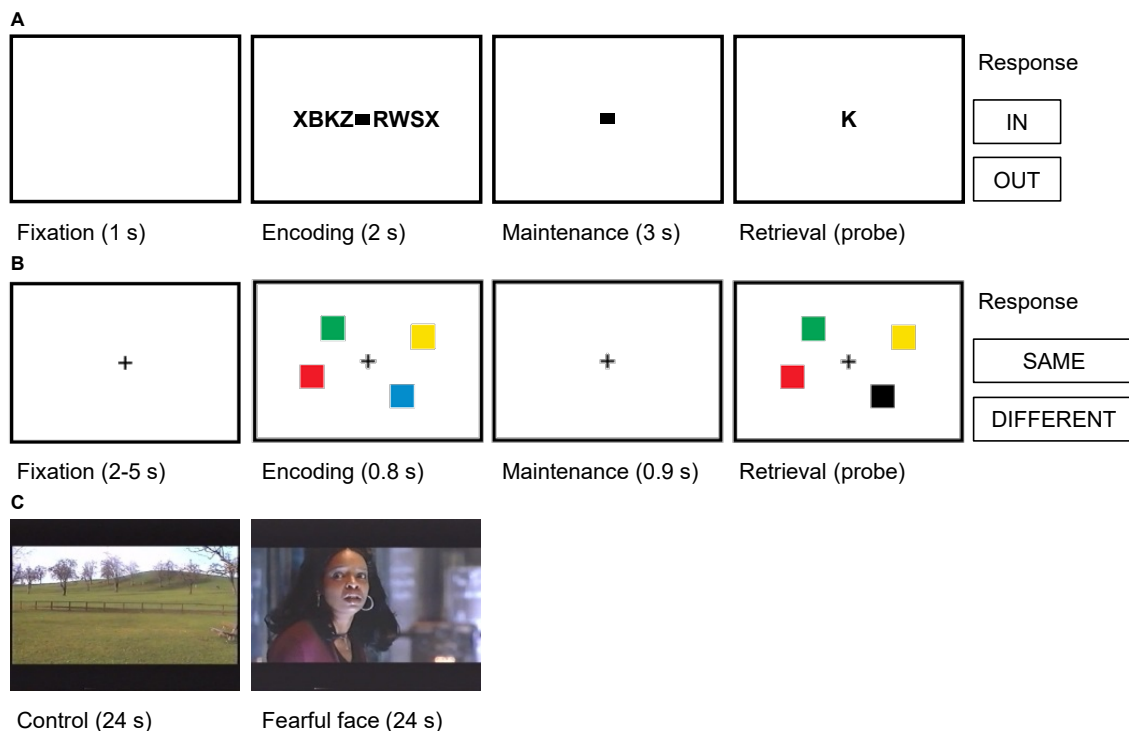 A
XBKZ RWSX
K
Response
IN
OUT
Fixation (1 s)
Encoding (2 s)
Maintenance (3 s)
Retrieval (probe)
B
Response
SAME
DIFFERENT
Fixation (2-5 s)
Encoding (0.8 s)
Maintenance (0.9 s)
Retrieval (probe)
C
Control (24 s)
Fearful face (24 s)